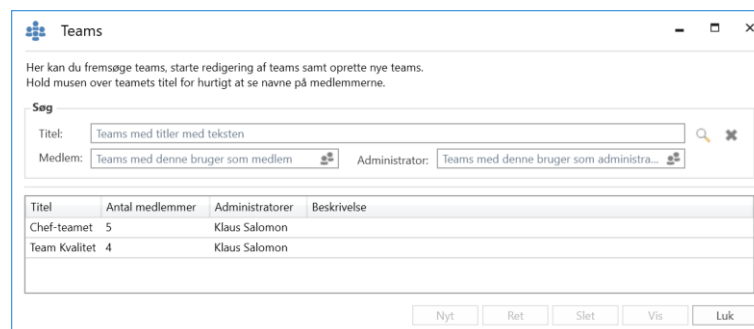 Teams
Her kan du fremsøge teams, starte redigering af teams samt oprette nye teams.
Hold musen over teamets titel for hurtigt at se navne på medlemmerne.
Søg
Titel: Teams med titler med teksten
Medlem: Teams med denne bruger som medlem Administrator: Teams med denne bruger som administra...
Titel Antal medlemmer Administratorer Beskrivelse
Chef-teamet 5 Klaus Salomon
Team Kvalitet 4 Klaus Salomon
Nyt Ret Slet Vis Luk